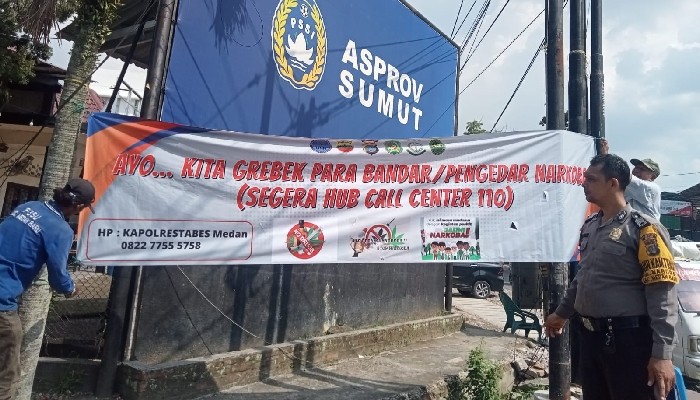 PSSI
ASPROV
SUMUT
AYO... KITA GREBEK PARA BANDAR/PENGEDAR NARKOBA
(SEGERA HUB CALL CENTER 110)
HP : KAPOLRESTABES Medan
0822 7755 5758
NARKOBA